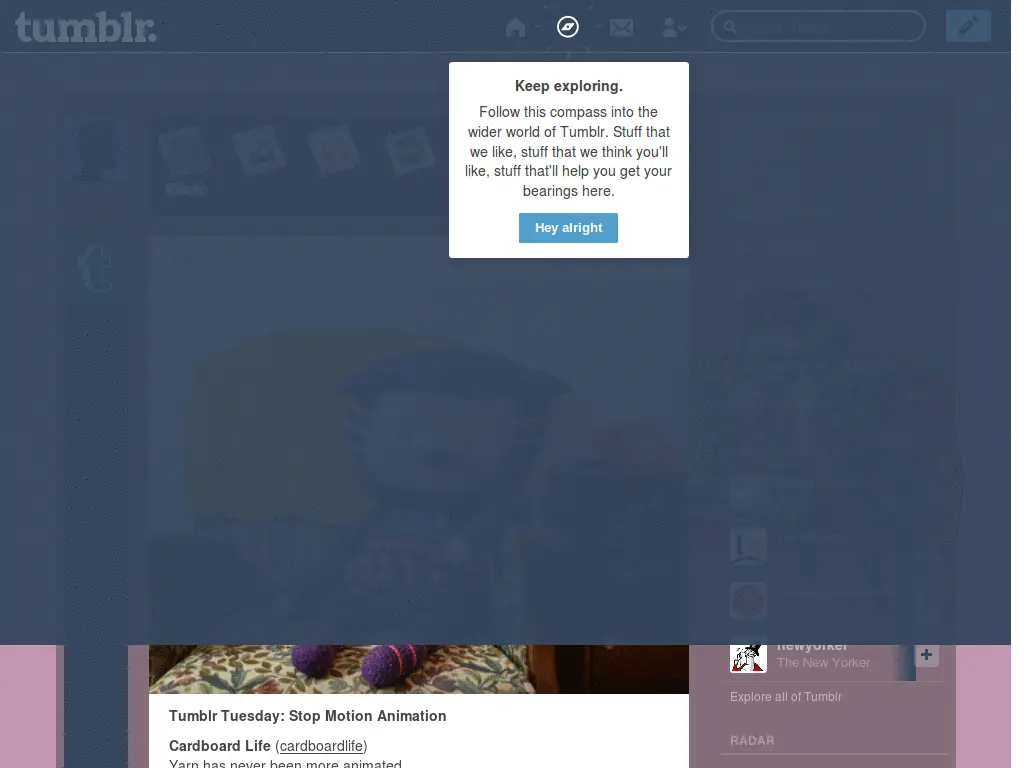 tumblr.
Keep exploring.
Follow this compass into the
wider world of Tumblr. Stuff that
we like, stuff that we think you'll
like, stuff that'll help you get your
bearings here.
Hey alright
t
newyorker
The New Yorker
Explore all of Tumblr
RADAR
Tumblr Tuesday: Stop Motion Animation
Cardboard Life (cardboardlife)
Yarn has never been more animated.